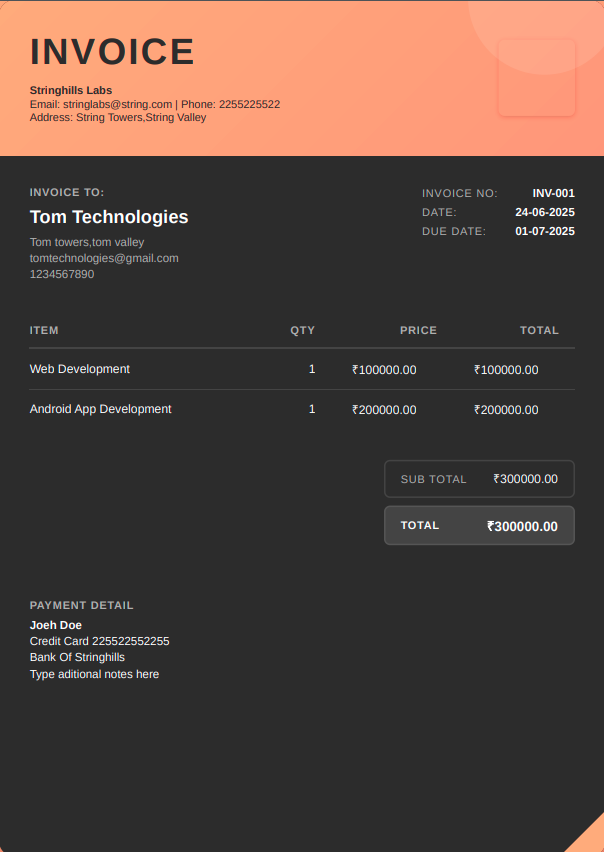 INVOICE
Stringhills Labs
Email: stringlabs@string.com | Phone: 2255225522
Address: String Towers,String Valley
INVOICE TO:
Tom Technologies
Tom towers,tom valley
tomtechnologies@gmail.com
1234567890
INVOICE NO: INV-001
DATE: 24-06-2025
DUE DATE: 01-07-2025
ITEM QTY PRICE TOTAL
Web Development 1 ₹100000.00 ₹100000.00
Android App Development 1 ₹200000.00 ₹200000.00
SUB TOTAL ₹300000.00
TOTAL ₹300000.00
PAYMENT DETAIL
Joeh Doe
Credit Card 225522552255
Bank Of Stringhills
Type aditional notes here